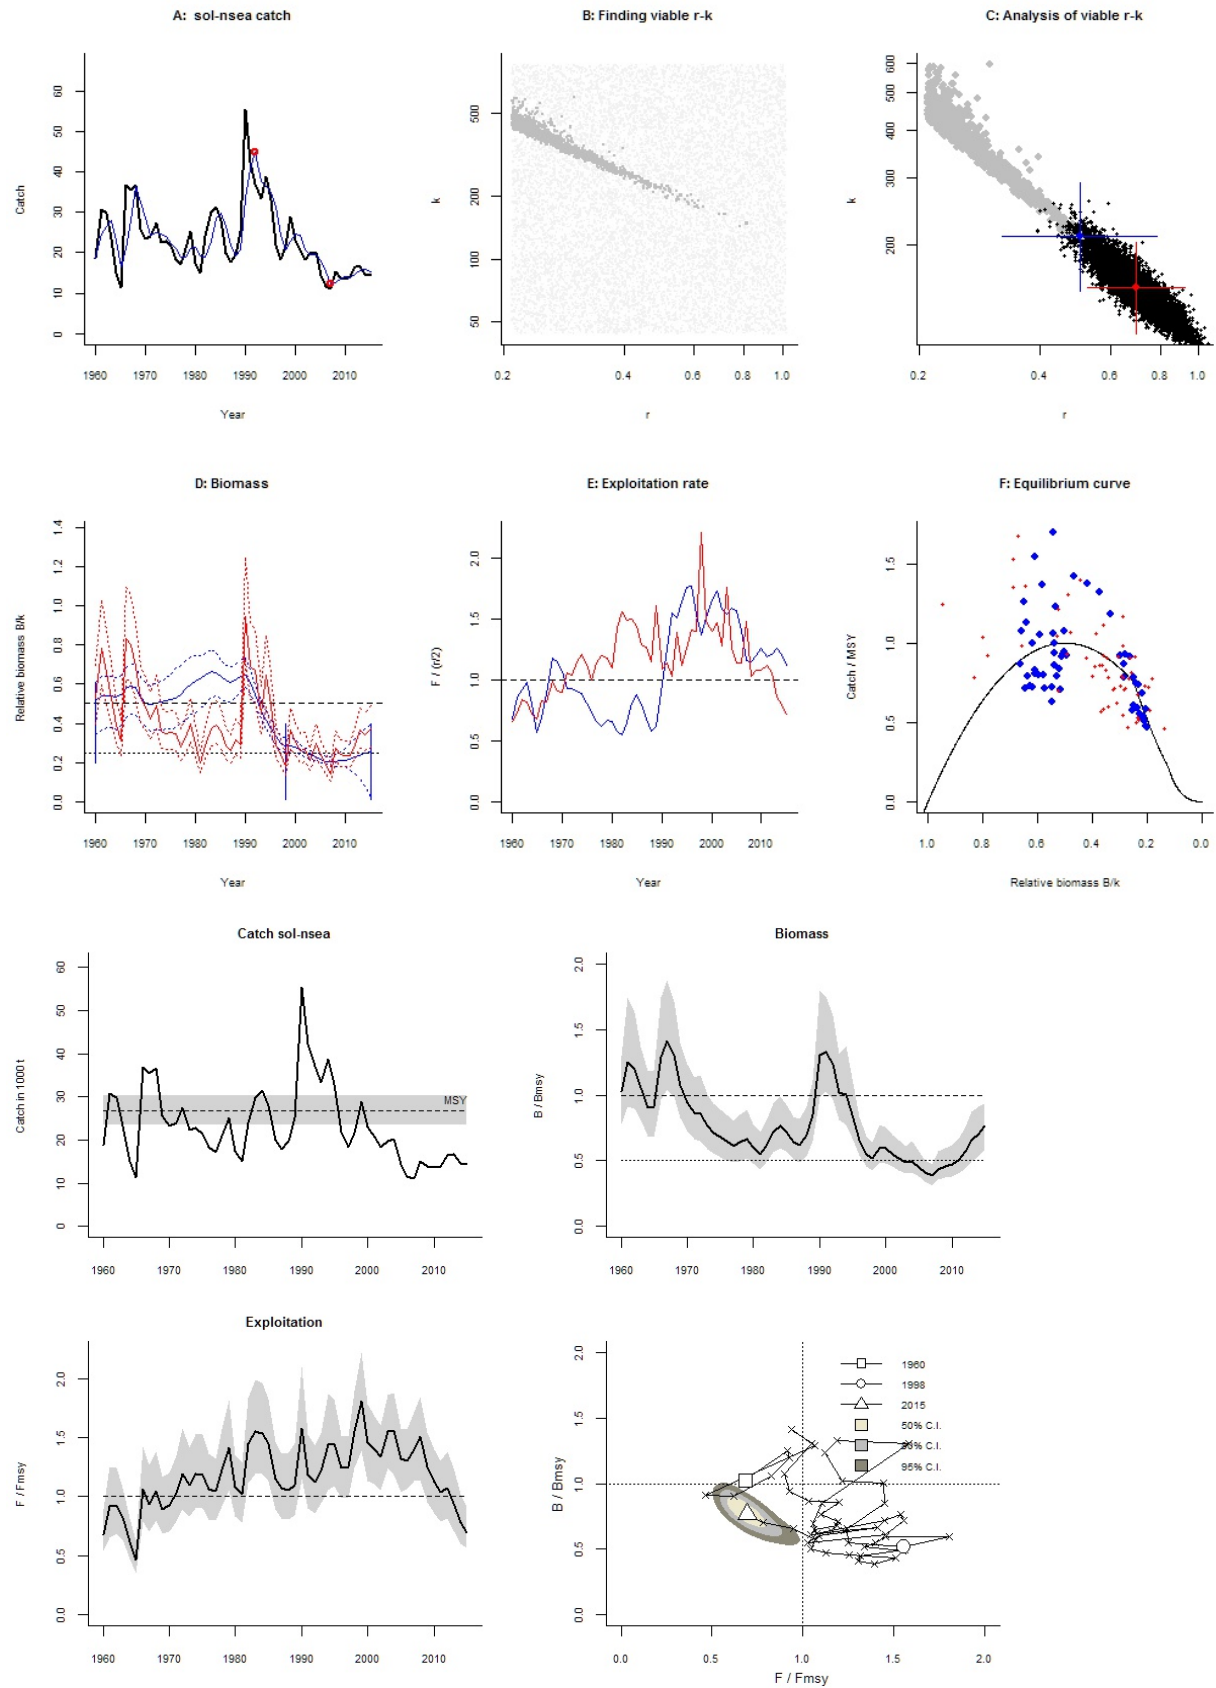 A: sol-nsea catch
Catch
60
50
40
30
20
10
0
1960 1970 1980 1990 2000 2010
Year
B: Finding viable r-k
k
500
200
100
50
0.2 0.4 0.6 0.8 1.0
r
C: Analysis of viable r-k
k
600
500
400
300
200
0.2 0.4 0.6 0.8 1.0
r
D: Biomass
Relative biomass B/k
1.4
1.2
1.0
0.8
0.6
0.4
0.2
0.0
1960 1970 1980 1990 2000 2010
Year
E: Exploitation rate
F / (r/2)
2.0
1.5
1.0
0.5
0.0
1960 1970 1980 1990 2000 2010
Year
F: Equilibrium curve
Catch / MSY
1.5
1.0
0.5
0.0
1.0 0.8 0.6 0.4 0.2 0.0
Relative biomass B/k
Catch sol-nsea
Catch in 1000 t
60
50
40
30
20
10
0
MSY
1960 1970 1980 1990 2000 2010
Biomass
B / Bmsy
2.0
1.5
1.0
0.5
0.0
1960 1970 1980 1990 2000 2010
Exploitation
F / Fmsy
2.0
1.5
1.0
0.5
0.0
1960 1970 1980 1990 2000 2010
B / Bmsy
2.0
1.5
1.0
0.5
0.0
1960
1998
2015
50% C.I.
80% C.I.
95% C.I.
0.0 0.5 1.0 1.5 2.0
F / Fmsy